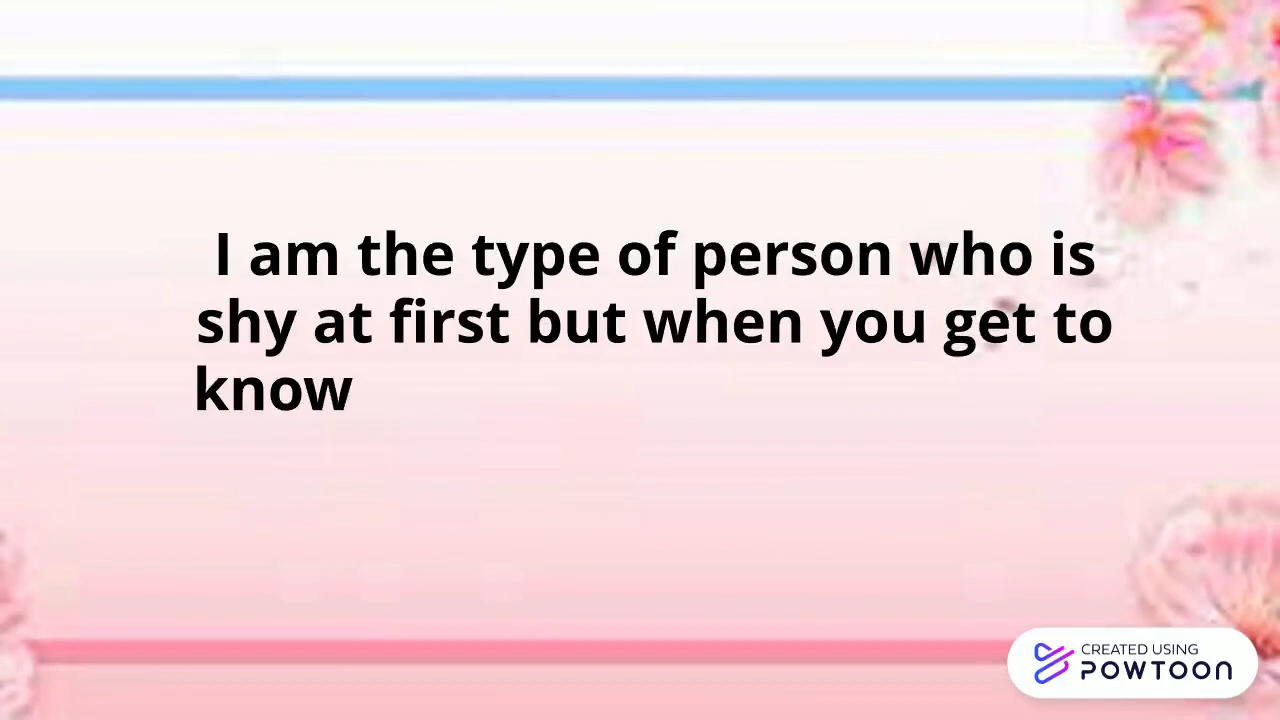 I am the type of person who is
shy at first but when you get to
know
CREATED USING
POWTOON